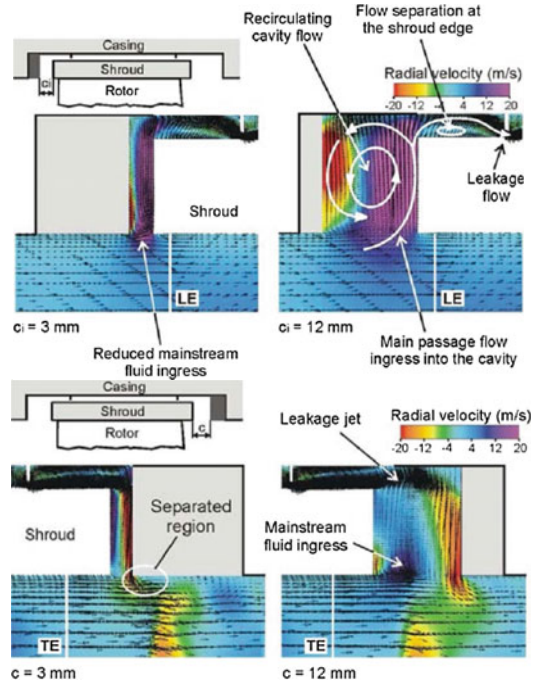 Recirculating
cavity flow
Flow separation at
the shroud edge
Casing
Shroud
Rotor
Ci
Radial velocity (m/s)
-20 -12 -4 4 12 20
Leakage
flow
Shroud
LE
LE
ci = 3 mm
ci = 12 mm
Reduced mainstream
fluid ingress
Main passage flow
ingress into the cavity
Casing
Shroud
Rotor
c
Leakage jet
Radial velocity (m/s)
-20 -12 -4 4 12 20
Shroud
Separated
region
Mainstream
fluid ingress
TE
TE
c = 3 mm
c = 12 mm